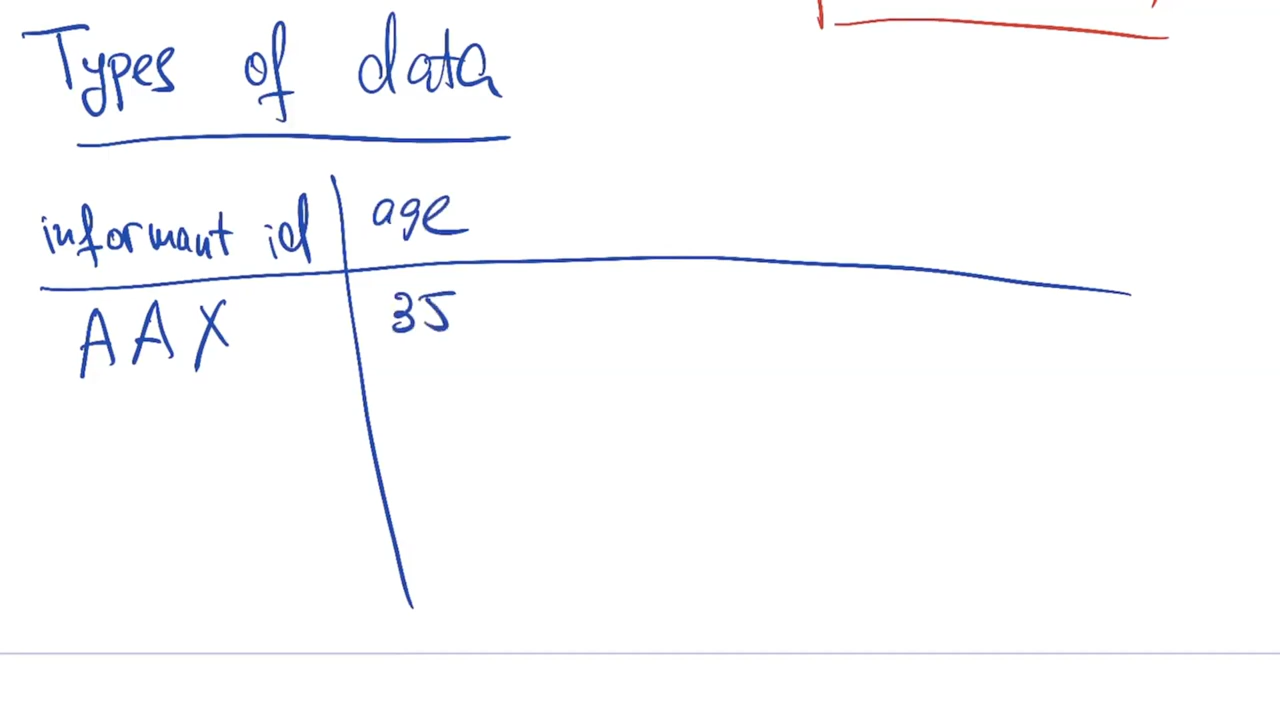 Types of data
informant id age
AAX 35